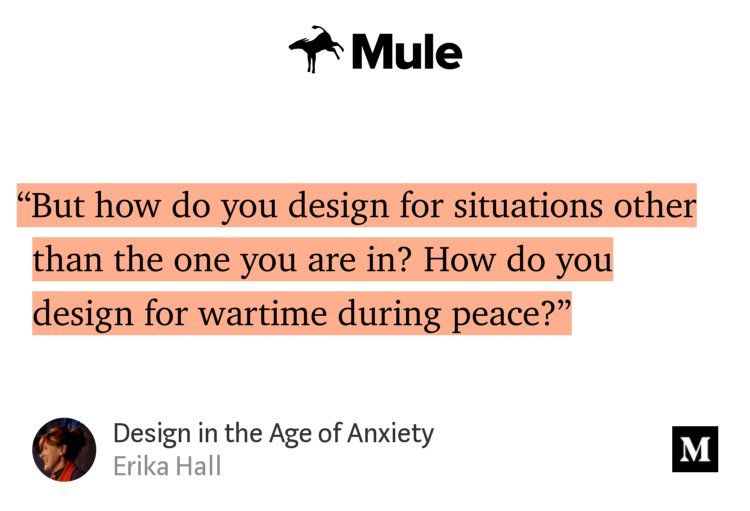 Mule
“But how do you design for situations other
than the one you are in? How do you
design for wartime during peace?”
Design in the Age of Anxiety
Erika Hall
M